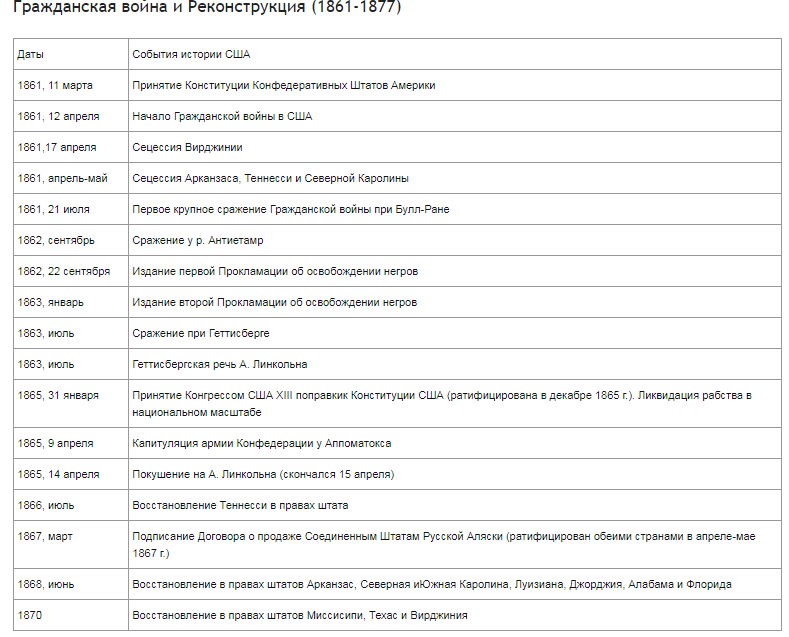 Гражданская война и Реконструкция (1861-1877)
Даты События истории США
1861, 11 марта Принятие Конституции Конфедеративных Штатов Америки
1861, 12 апреля Начало Гражданской войны в США
1861,17 апреля Сецессия Вирджинии
1861, апрель-май Сецессия Арканзаса, Теннесси и Северной Каролины
1861, 21 июля Первое крупное сражение Гражданской войны при Булл-Ране
1862, сентябрь Сражение у р. Антиетамр
1862, 22 сентября Издание первой Прокламации об освобождении негров
1863, январь Издание второй Прокламации об освобождении негров
1863, июль Сражение при Геттисберге
1863, июль Геттисбергская речь А. Линкольна
1865, 31 января Принятие Конгрессом США XIII поправкик Конституции США (ратифицирована в декабре 1865 г.). Ликвидация рабства в
национальном масштабе
1865, 9 апреля Капитуляция армии Конфедерации у Аппоматокса
1865, 14 апреля Покушение на А. Линкольна (скончался 15 апреля)
1866, июль Восстановление Теннесси в правах штата
1867, март Подписание Договора о продаже Соединенным Штатам Русской Аляски (ратифицирован обеими странами в апреле-мае
1867 г.)
1868, июнь Восстановление в правах штатов Арканзас, Северная иЮжная Каролина, Луизиана, Джорджия, Алабама и Флорида
1870 Восстановление в правах штатов Миссисипи, Техас и Вирджиния